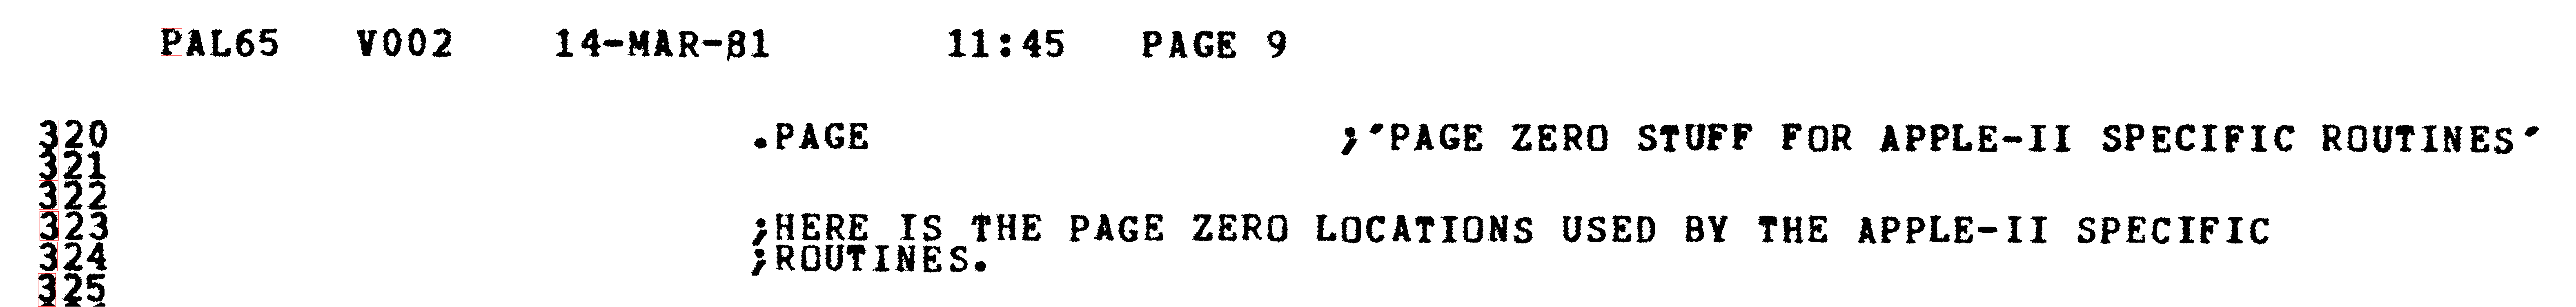 PAL65 V002 14-MAR-81 11:45 PAGE 9
320 .PAGE ;'PAGE ZERO STUFF FOR APPLE-II SPECIFIC ROUTINES'
321
322
323 ;HERE IS THE PAGE ZERO LOCATIONS USED BY THE APPLE-II SPECIFIC
324 ;ROUTINES.
325